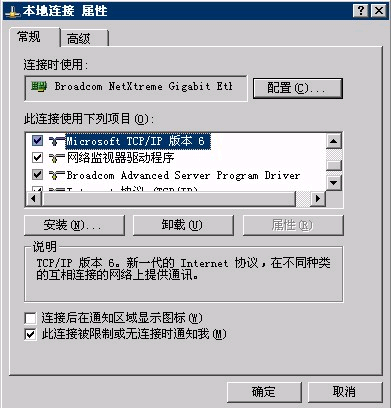 本地连接 属性
常规 高级
连接时使用:
Broadcom NetXtreme Gigabit Etl
配置(C)...
此连接使用下列项目(O):
Microsoft TCP/IP 版本 6
网络监视器驱动程序
Broadcom Advanced Server Program Driver
Internet 协议 (TCP/IP)
安装(N)... 卸载(U) 属性(R)
说明
TCP/IP 版本 6。新一代的 Internet 协议，在不同种类
的互相连接的网络上提供通讯。
连接后在通知区域显示图标(W)
此连接被限制或无连接时通知我(M)
确定 取消